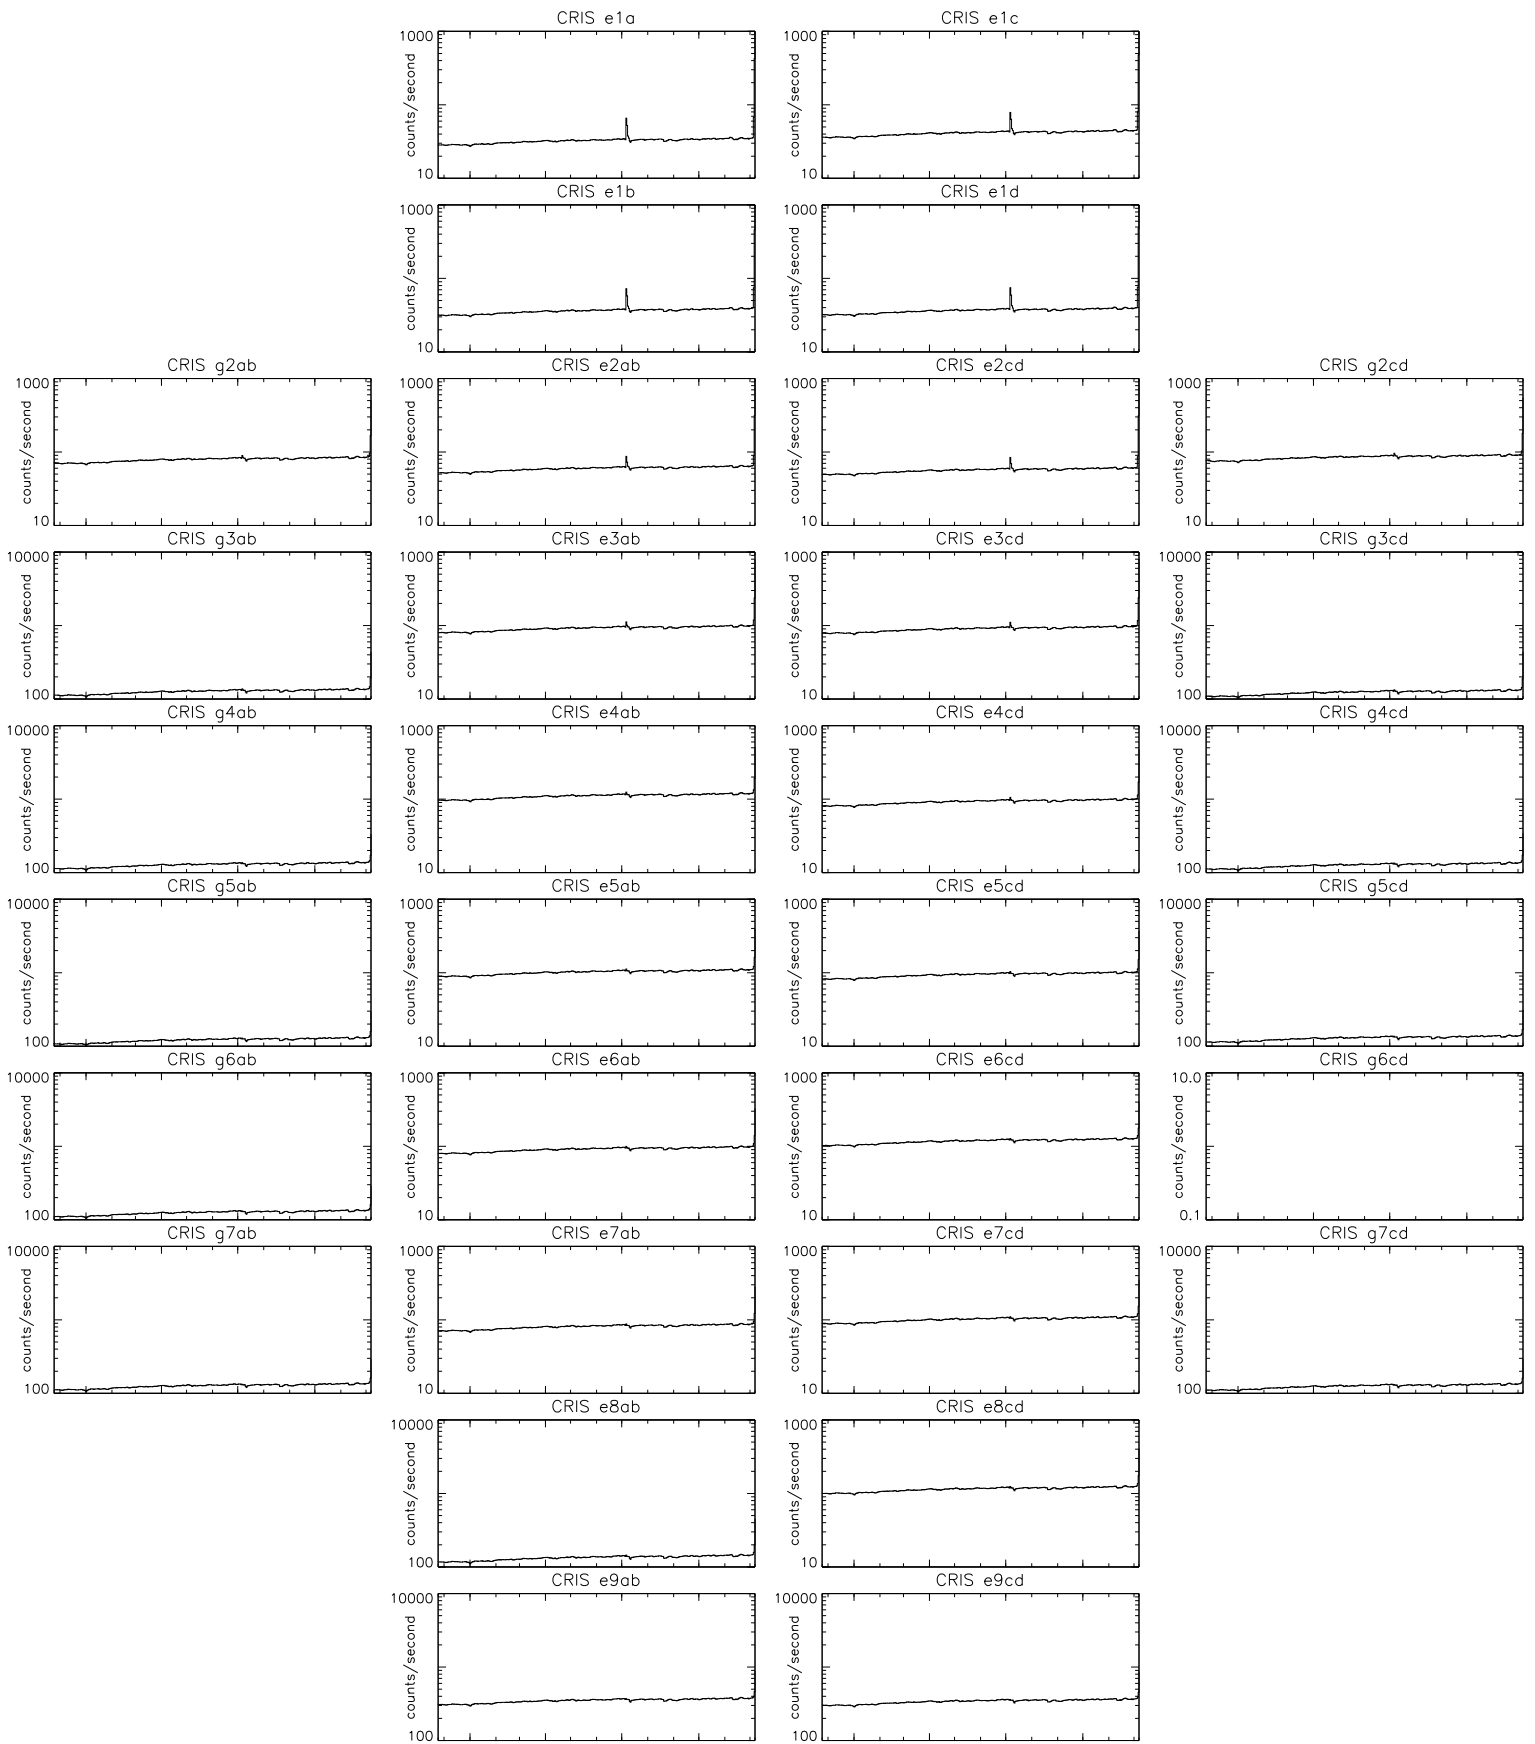 CRIS e1a
1000
counts/second
10
CRIS e1c
1000
counts/second
10
CRIS e1b
1000
counts/second
10
CRIS e1d
1000
counts/second
10
CRIS g2ab
1000
counts/second
10
CRIS e2ab
1000
counts/second
10
CRIS e2cd
1000
counts/second
10
CRIS g2cd
1000
counts/second
10
CRIS g3ab
10000
counts/second
100
CRIS e3ab
1000
counts/second
10
CRIS e3cd
1000
counts/second
10
CRIS g3cd
10000
counts/second
100
CRIS g4ab
10000
counts/second
100
CRIS e4ab
1000
counts/second
10
CRIS e4cd
1000
counts/second
10
CRIS g4cd
10000
counts/second
100
CRIS g5ab
10000
counts/second
100
CRIS e5ab
1000
counts/second
10
CRIS e5cd
1000
counts/second
10
CRIS g5cd
10000
counts/second
100
CRIS g6ab
10000
counts/second
100
CRIS e6ab
1000
counts/second
10
CRIS e6cd
1000
counts/second
10
CRIS g6cd
10.0
counts/second
0.1
CRIS g7ab
10000
counts/second
100
CRIS e7ab
1000
counts/second
10
CRIS e7cd
1000
counts/second
10
CRIS g7cd
10000
counts/second
100
CRIS e8ab
10000
counts/second
100
CRIS e8cd
1000
counts/second
10
CRIS e9ab
10000
counts/second
100
CRIS e9cd
10000
counts/second
100